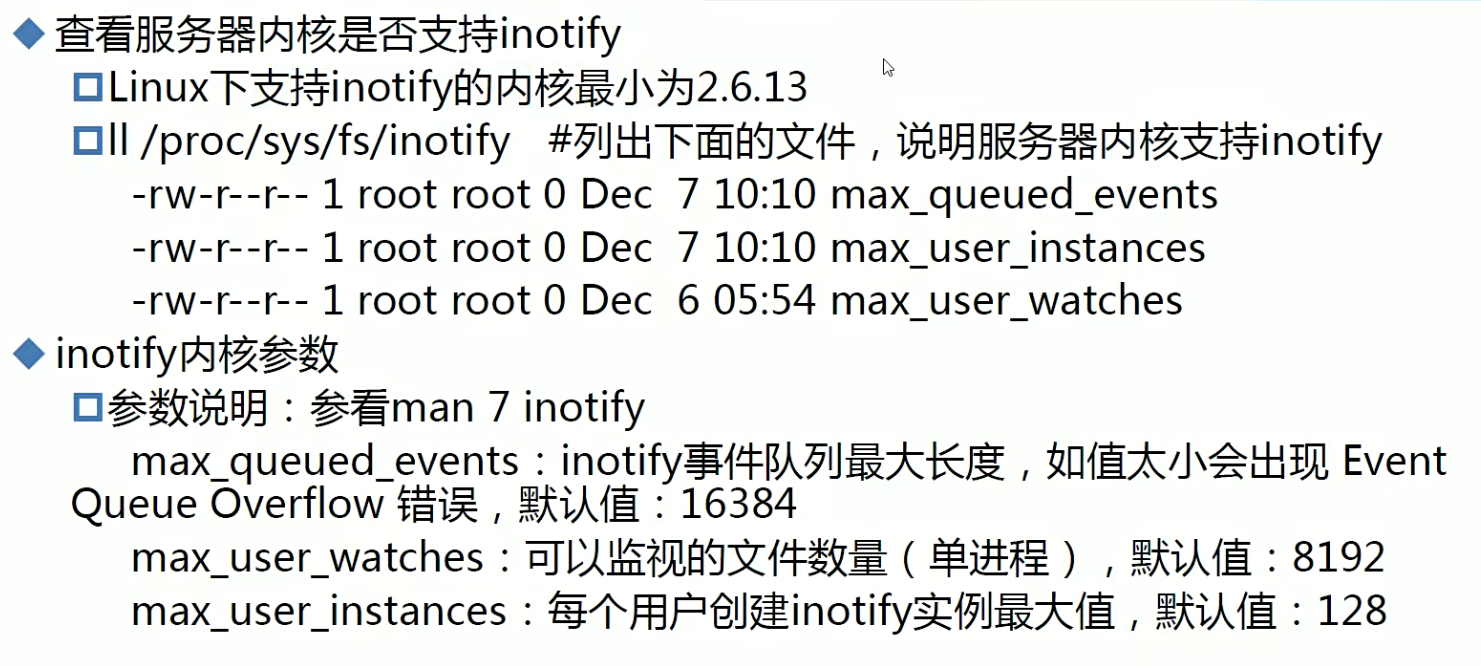 查看服务器内核是否支持inotify
Linux下支持inotify的内核最小为2.6.13
ll /proc/sys/fs/inotify #列出下面的文件，说明服务器内核支持inotify
-rw-r--r-- 1 root root 0 Dec  7 10:10 max_queued_events
-rw-r--r-- 1 root root 0 Dec  7 10:10 max_user_instances
-rw-r--r-- 1 root root 0 Dec  6 05:54 max_user_watches
inotify内核参数
参数说明：参看man 7 inotify
max_queued_events：inotify事件队列最大长度，如值太小会出现 Event
Queue Overflow 错误，默认值：16384
max_user_watches：可以监视的文件数量（单进程），默认值：8192
max_user_instances：每个用户创建inotify实例最大值，默认值：128